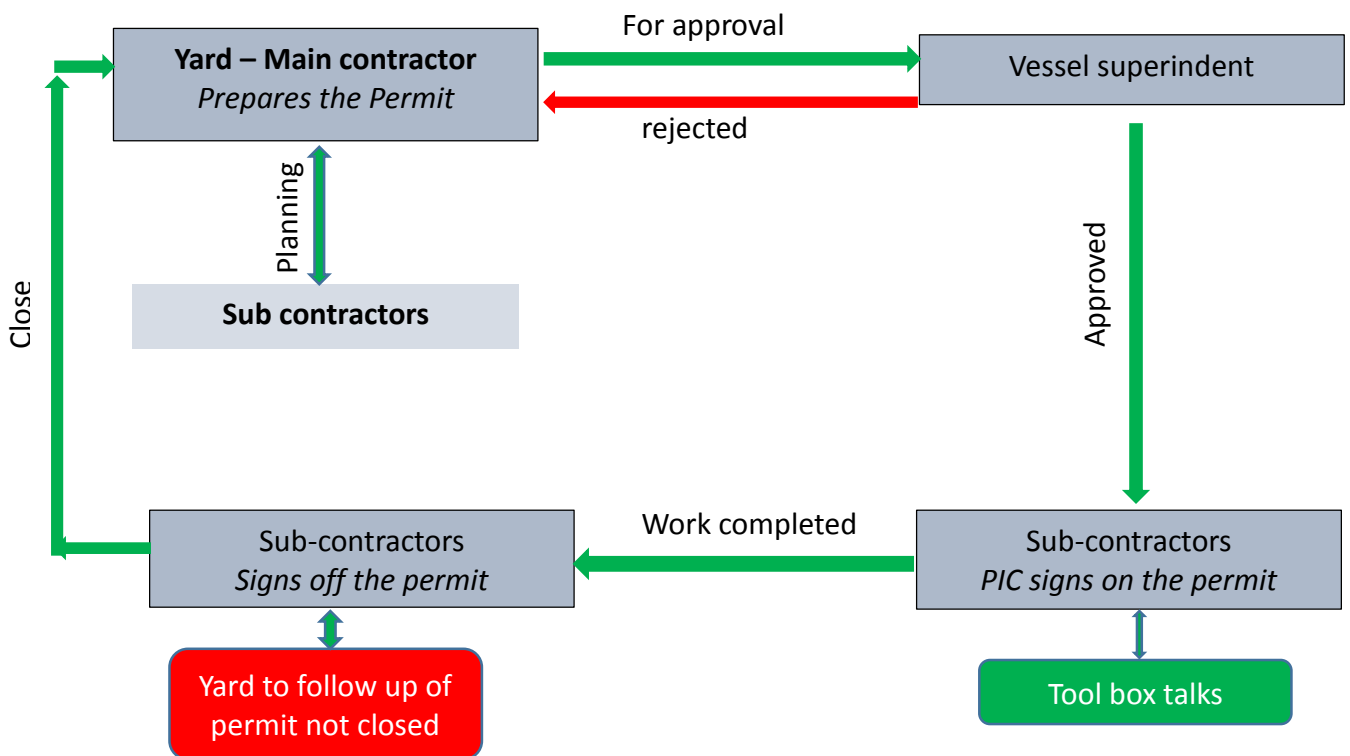 For approval
Yard – Main contractor
Prepares the Permit
Vessel superindent
rejected
Planning
Sub contractors
Close
Approved
Work completed
Sub-contractors
Signs off the permit
Sub-contractors
PIC signs on the permit
Yard to follow up of
permit not closed
Tool box talks